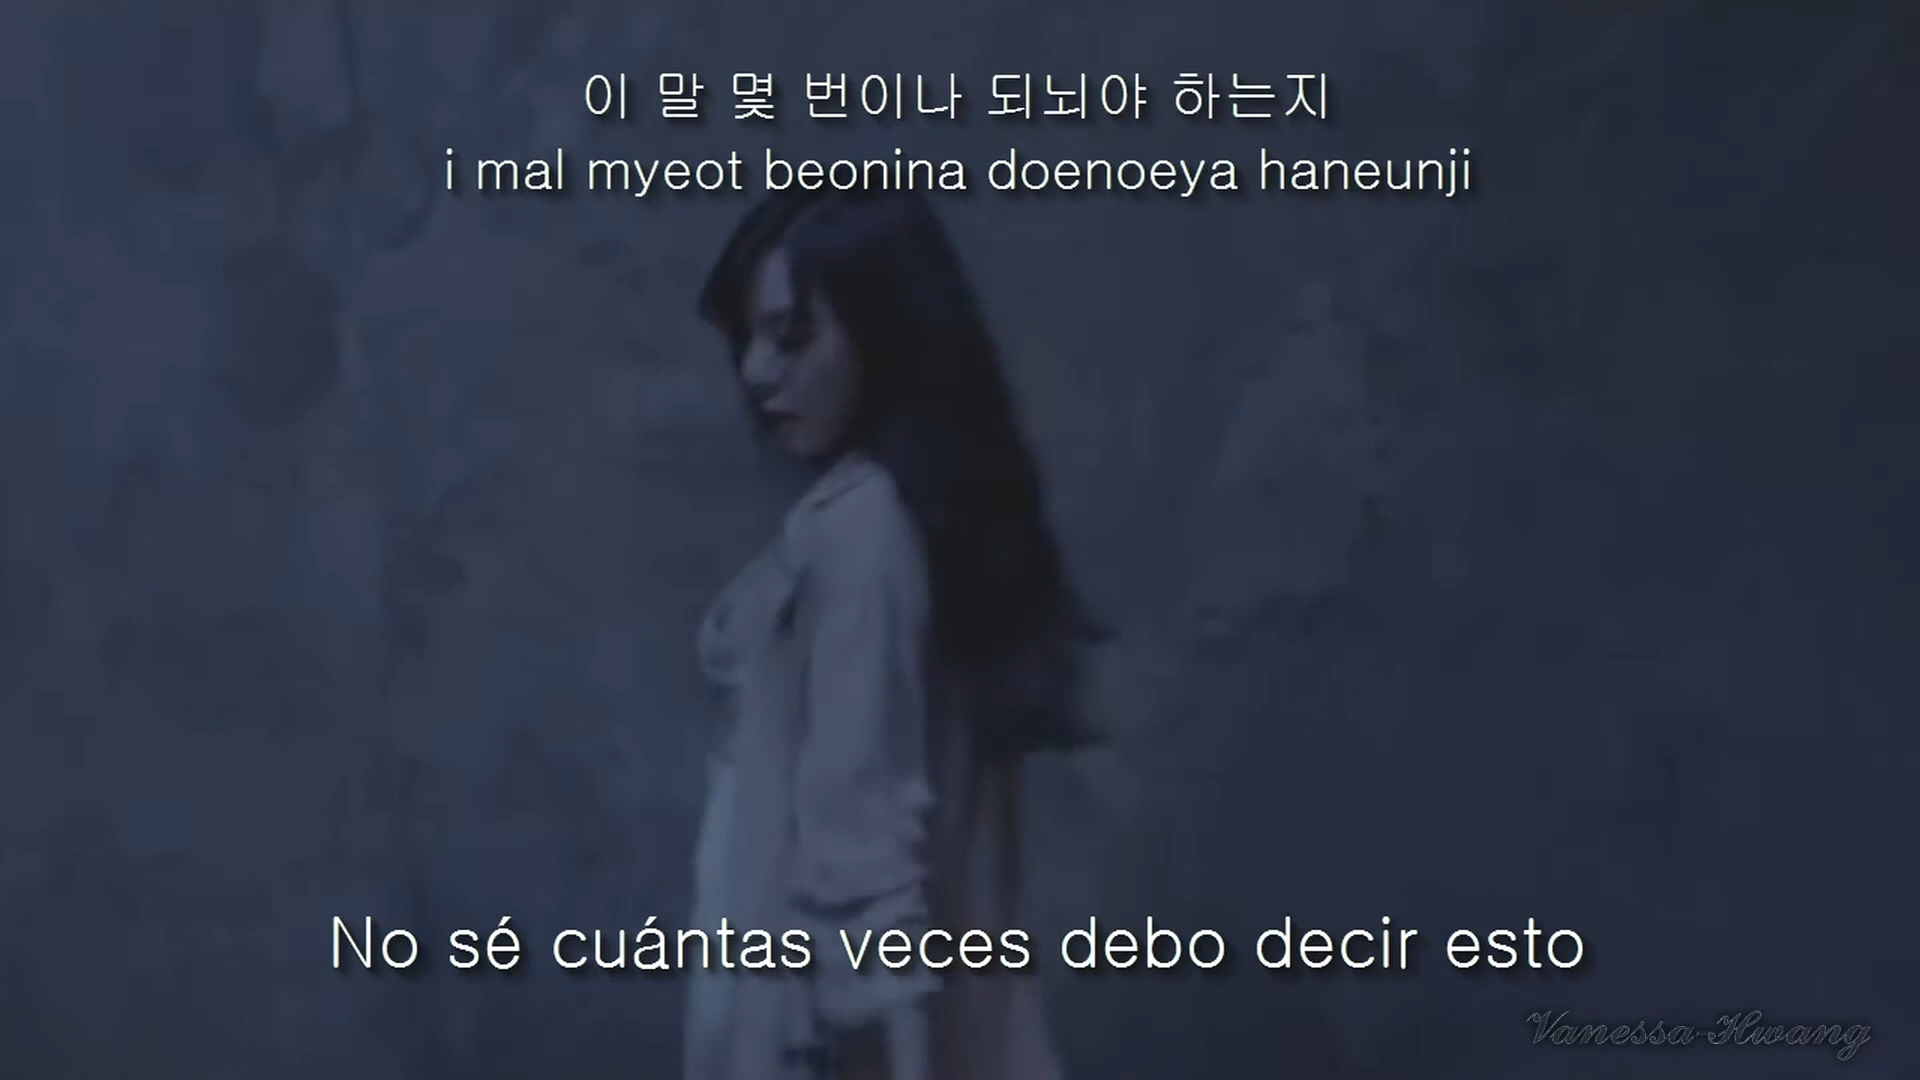 이 말 몇 번이나 되뇌야 하는지
i mal myeot beonina doenoeya haneunji
No sé cuántas veces debo decir esto
Vanessa-Hwang